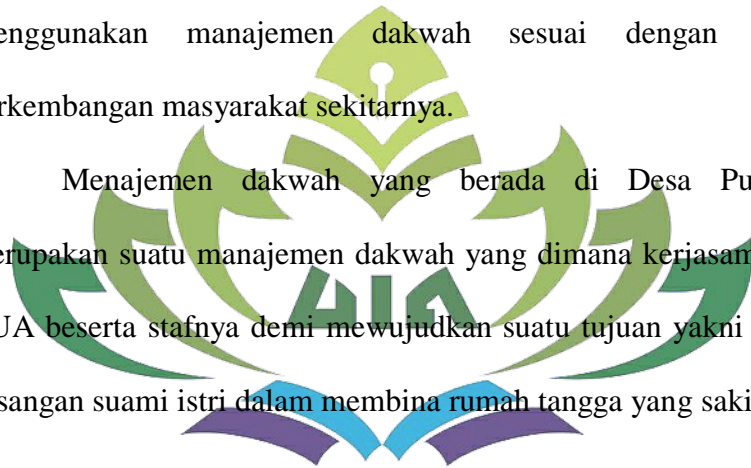 enggunakan manajemen dakwah sesuai dengan
rkembangan masyarakat sekitarnya.
Menajemen dakwah yang berada di Desa Pu
erupakan suatu manajemen dakwah yang dimana kerjasam
UA beserta stafnya demi mewujudkan suatu tujuan yakni
sangan suami istri dalam membina rumah tangga yang saki